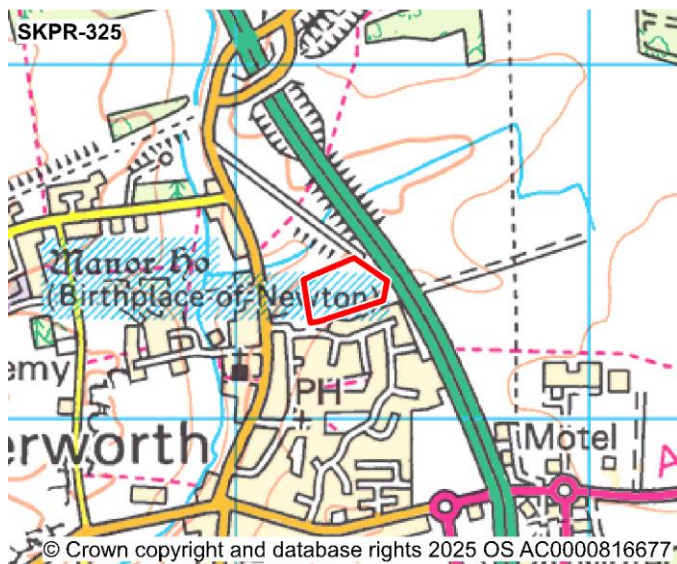 SKPR-325
Manor Ho
(Birthplace of Newton)
emy
PH
erworth
Motel
A
© Crown copyright and database rights 2025 OS AC0000816677